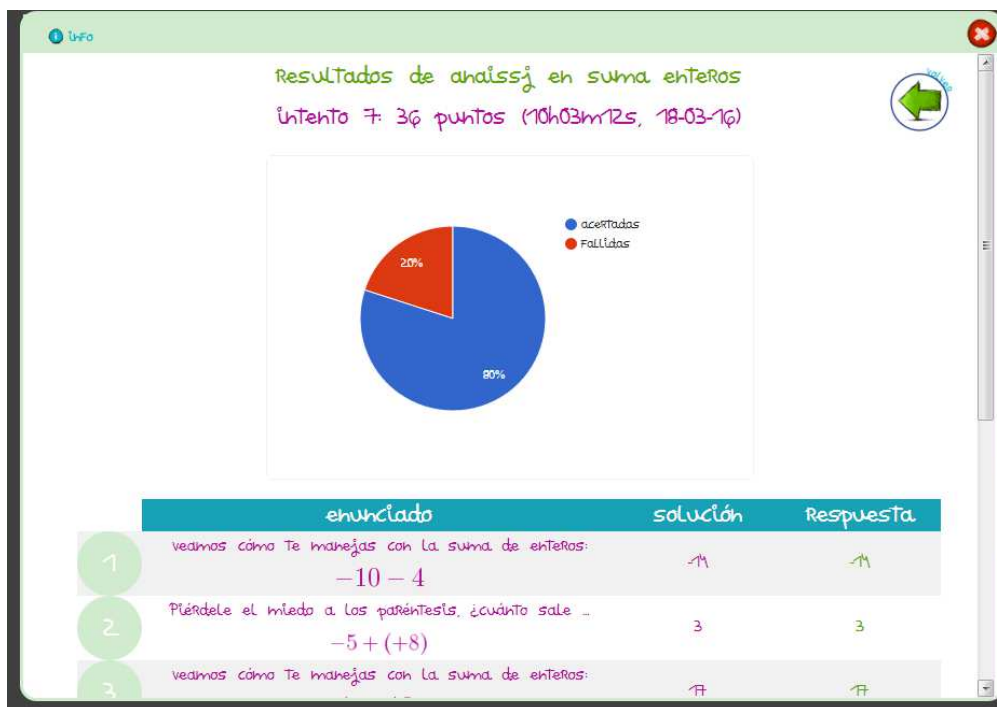 info
volver
Resultados de anaissj en suma enteros
intento 7: 36 puntos (10h03m12s, 18-03-16)
acertadas
Fallidas
20%
80%
enunciado solución Respuesta
1 veamos cómo te manejas con la suma de enteros: -14 -14
−10 − 4
2 Piérdele el miedo a los paréntesis, ¿cuánto sale ... 3 3
−5 + (+8)
3 veamos cómo te manejas con la suma de enteros: 17 17